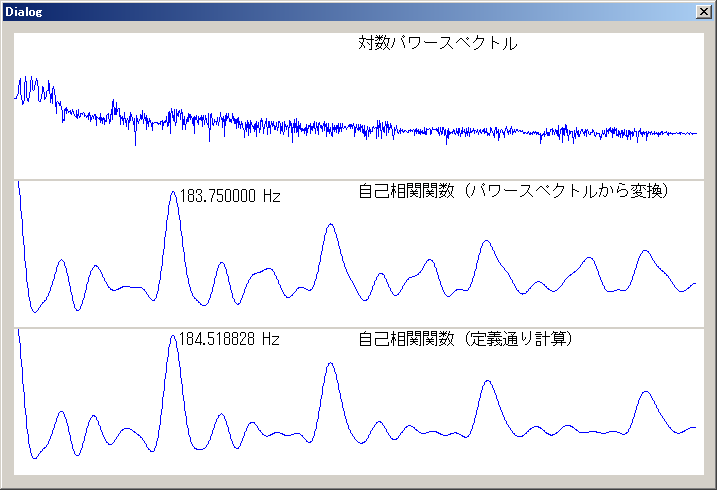 Dialog
対数パワースペクトル
183.750000 Hz
自己相関関数（パワースペクトルから変換）
184.518828 Hz
自己相関関数（定義通り計算）